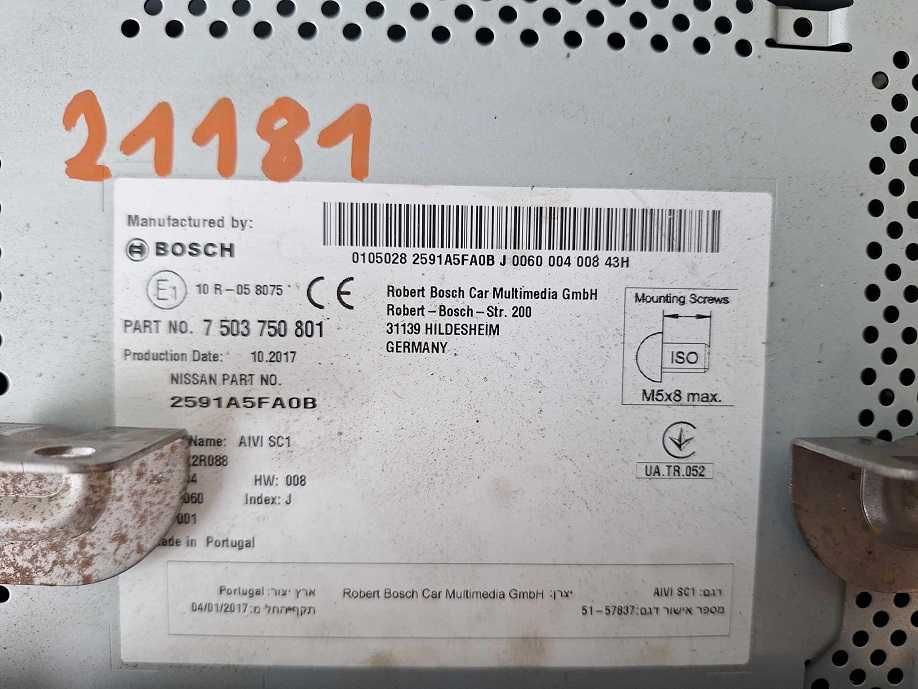 21181
Manufactured by:
BOSCH
0105028 2591A5FA0B J 0060 004 008 43H
E1 10 R-05 8075 CE
Robert Bosch Car Multimedia GmbH
Robert-Bosch-Str. 200
31139 HILDESHEIM
GERMANY
Mounting Screws
ISO
M5x8 max.
PART NO. 7 503 750 801
Production Date: 10.2017
NISSAN PART NO.
2591A5FA0B
Name: AIVI SC1
2R088
HW: 008
060 Index: J
001
Made in Portugal
UA.TR.052
דגם: AIVI SC1
יצרן: Robert Bosch Car Multimedia GmbH
ארץ יצור: Portugal
מספר אישור דגם: 51-57837
04/01/2017